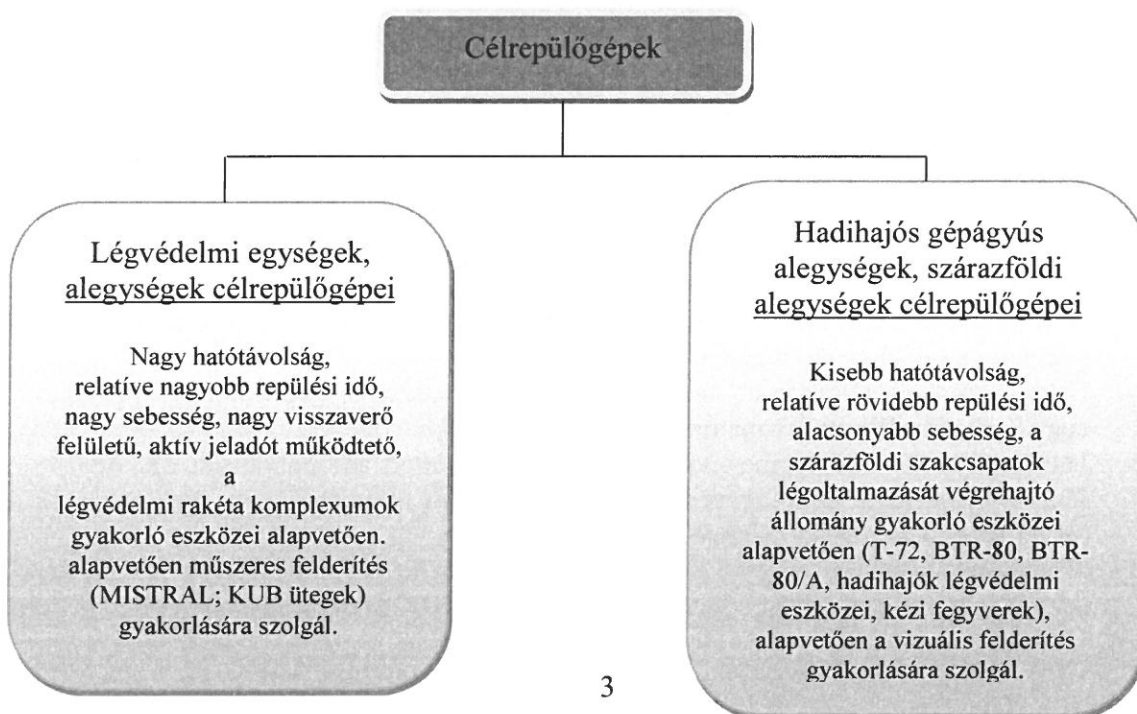 Célrepülőgépek
Légvédelmi egységek,
alegységek célrepülőgépei
Nagy hatótávolság,
relatíve nagyobb repülési idő,
nagy sebesség, nagy visszaverő
felületű, aktív jeladót működtető,
a
légvédelmi rakéta komplexumok
gyakorló eszközei alapvetően.
alapvetően műszeres felderítés
(MISTRAL; KUB ütegek)
gyakorlására szolgál.
Hadihajós gépágyús
alegységek, szárazföldi
alegységek célrepülőgépei
Kisebb hatótávolság,
relatíve rövidebb repülési idő,
alacsonyabb sebesség, a
szárazföldi szakcsapatok
légoltalmazását végrehajtó
állomány gyakorló eszközei
alapvetően (T-72, BTR-80, BTR-
80/A, hadihajók légvédelmi
eszközei, kézi fegyverek),
alapvetően a vizuális felderítés
gyakorlására szolgál.
3